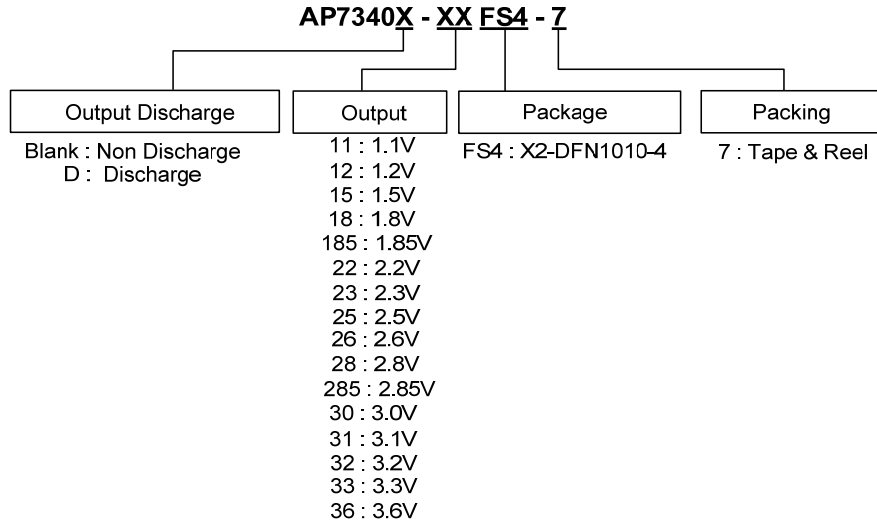 AP7340X - XX FS4 - 7
Output Discharge
Blank : Non Discharge
D : Discharge
Output
11 : 1.1V
12 : 1.2V
15 : 1.5V
18 : 1.8V
185 : 1.85V
22 : 2.2V
23 : 2.3V
25 : 2.5V
26 : 2.6V
28 : 2.8V
285 : 2.85V
30 : 3.0V
31 : 3.1V
32 : 3.2V
33 : 3.3V
36 : 3.6V
Package
FS4 : X2-DFN1010-4
Packing
7 : Tape & Reel